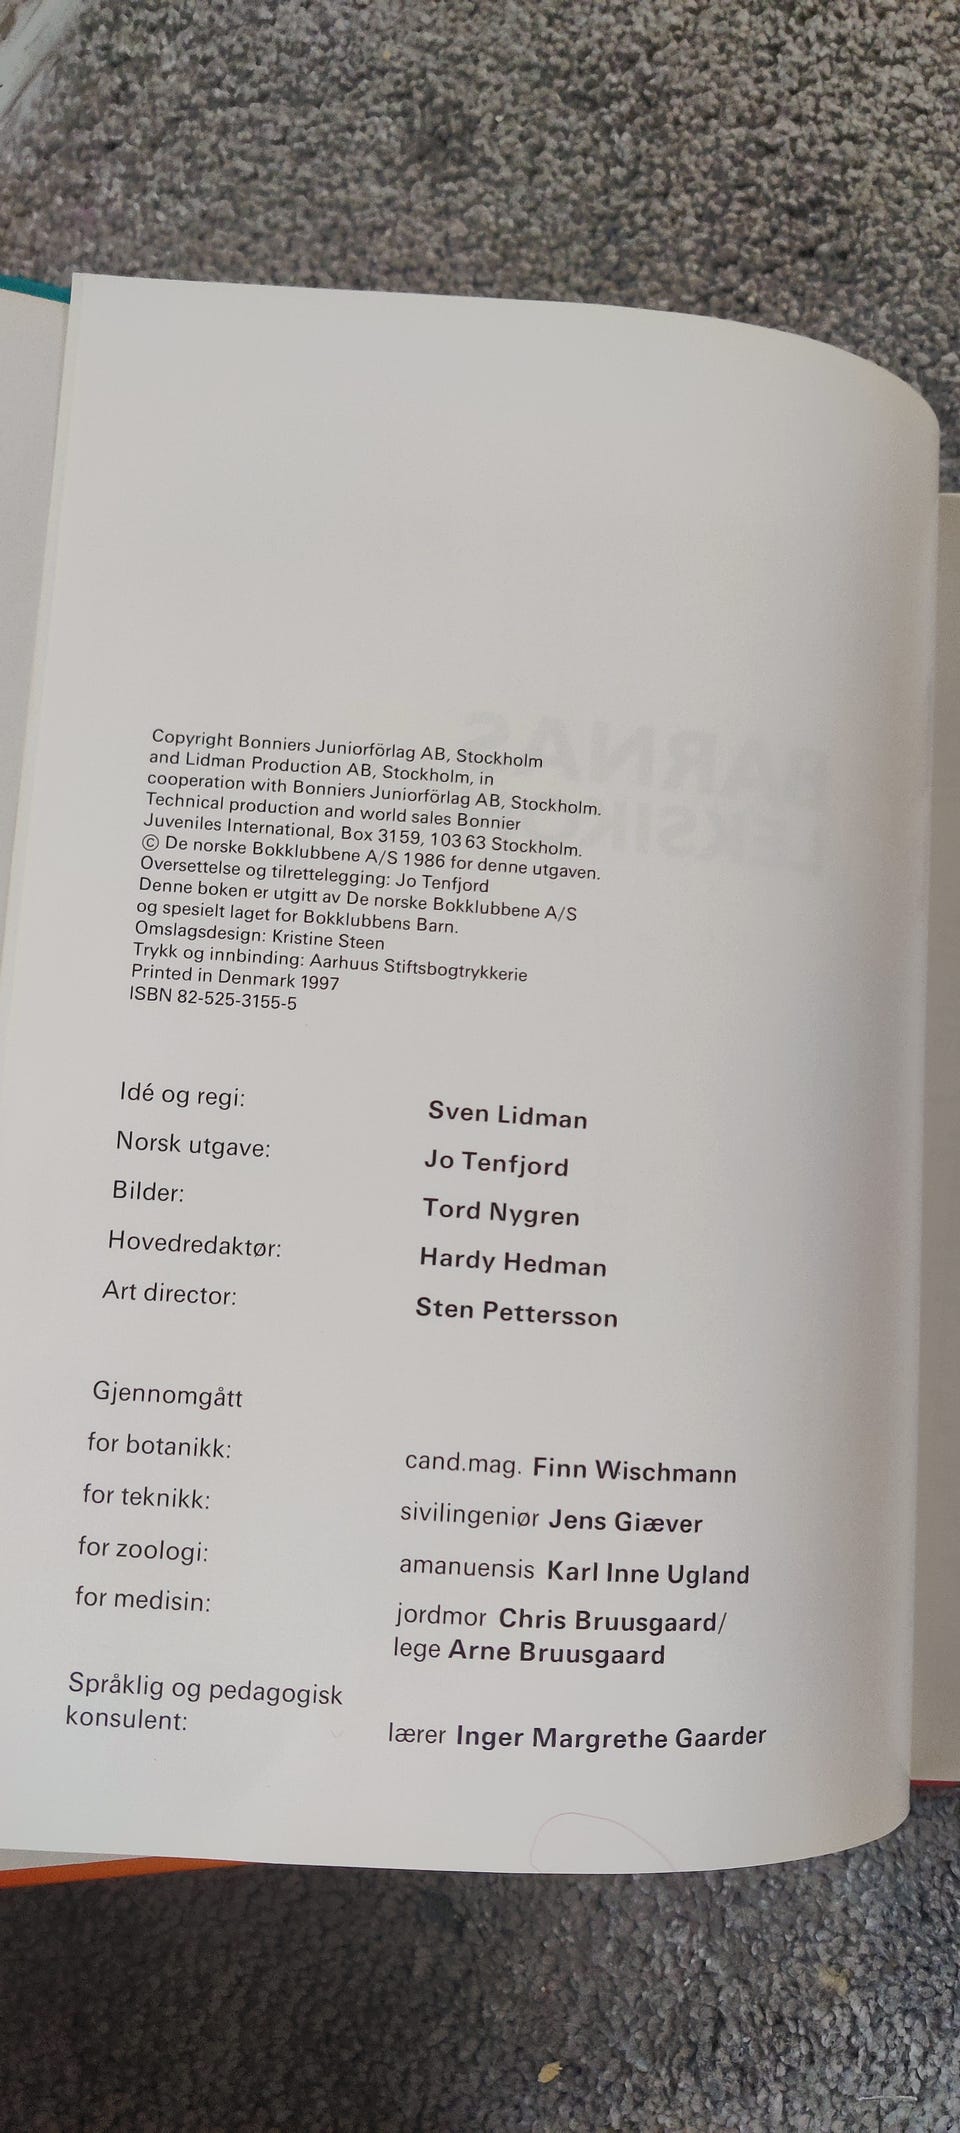 Copyright Bonniers Juniorförlag AB, Stockholm
and Lidman Production AB, Stockholm, in
cooperation with Bonniers Juniorförlag AB, Stockholm.
Technical production and world sales Bonnier
Juveniles International, Box 3159, 103 63 Stockholm.
© De norske Bokklubbene A/S 1986 for denne utgaven.
Oversettelse og tilrettelegging: Jo Tenfjord
Denne boken er utgitt av De norske Bokklubbene A/S
og spesielt laget for Bokklubbens Barn.
Omslagsdesign: Kristine Steen
Trykk og innbinding: Aarhuus Stiftsbogtrykkerie
Printed in Denmark 1997
ISBN 82-525-3155-5
Idé og regi: Sven Lidman
Norsk utgave: Jo Tenfjord
Bilder: Tord Nygren
Hovedredaktør: Hardy Hedman
Art director: Sten Pettersson
Gjennomgått
for botanikk: cand.mag. Finn Wischmann
for teknikk: sivilingeniør Jens Giæver
for zoologi: amanuensis Karl Inne Ugland
for medisin: jordmor Chris Bruusgaard/
lege Arne Bruusgaard
Språklig og pedagogisk
konsulent: lærer Inger Margrethe Gaarder